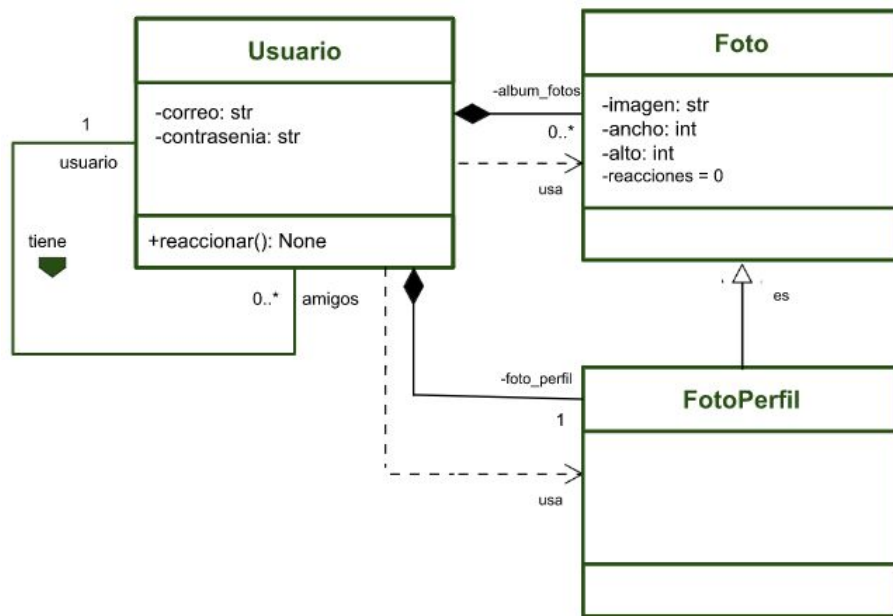 Usuario
-correo: str
-contrasenia: str
+reaccionar(): None
1
usuario
tiene
0..*
amigos
-album_fotos
0..*
usa
Foto
-imagen: str
-ancho: int
-alto: int
-reacciones = 0
es
-foto_perfil
1
usa
FotoPerfil